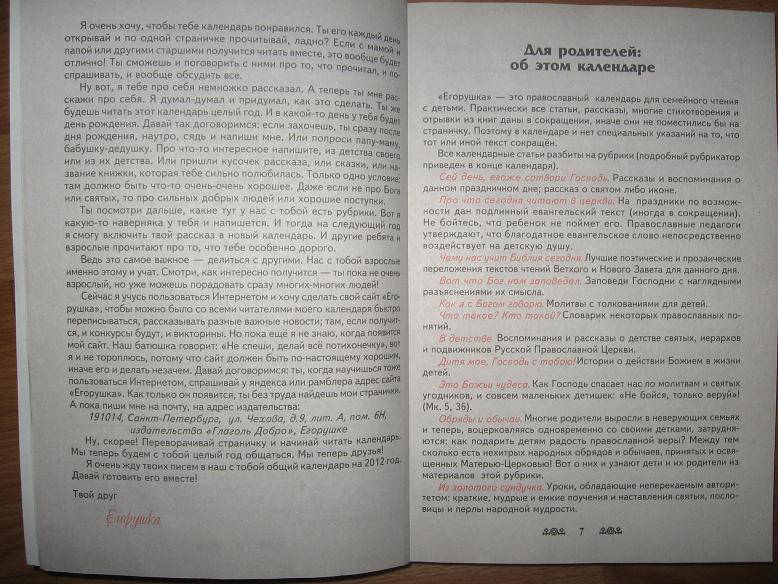 Я очень хочу, чтобы тебе календарь понравился. Ты его каждый день
открывай и по одной страничке прочитывай, ладно? Если с мамой и
папой или другими старшими получится читать вместе, это вообще будет
отлично! Ты сможешь и поговорить с ними про то, что прочитал, и по-
спрашивать, и вообще обсудить все.
Ну вот, я тебе про себя немножко рассказал. А теперь ты мне рас-
скажи про себя. Я думал-думал и придумал, как это сделать. Ты же
будешь читать этот календарь целый год. И в какой-то день у тебя будет
день рождения. Давай так договоримся: если захочешь, ты сразу после
дня рождения, наутро, сядь и напиши мне. Или попроси папу-маму,
бабушку-дедушку. Про что-то интересное напишите, из детства своего
или из их детства. Или пришли кусочек рассказа, или сказки, или на-
звание книжки, которая тебе сильно полюбилась. Только одно условие:
там должно быть что-то очень-очень хорошее. Даже если не про Бога
или святых, то про сильных добрых людей или хорошие поступки.
Ты посмотри дальше, какие тут у нас с тобой есть рубрики. Вот в
какую-то наверняка у тебя и напишется. И тогда на следующий год
я смогу включить твой рассказ в новый календарь. И другие ребята и
взрослые прочитают про то, что тебе особенно дорого.
Ведь это самое важное — делиться с другими. Нас с тобой взрослые
именно этому и учат. Смотри, как интересно получится — ты пока не очень
взрослый, но уже можешь порадовать сразу многих-многих людей!
Сейчас я учусь пользоваться Интернетом и хочу сделать свой сайт «Его-
рушка», чтобы можно было со всеми читателями моего календаря быстро
переписываться, рассказывать разные важные новости; там, если получит-
ся, и конкурсы будут, и викторины. Но пока ещё я не знаю, когда появится
мой сайт. Наш батюшка говорит: «Не спеши, делай всё потихонечку», вот
я и не тороплюсь, потому что сайт должен быть по-настоящему хорошим,
иначе его и делать незачем. Давай договоримся: ты, когда научишься тоже
пользоваться Интернетом, спрашивай у яндекса или рамблера адрес сайта
«Егорушка». Как только он появится, ты без труда найдешь мои странички.
А пока пиши мне на почту, на адрес издательства:
191014, Санкт-Петербург, ул. Чехова, д.9, лит. А, пом. 6Н,
издательство «Глаголь Добро», Егорушке
Ну, скорее! Переворачивай страничку и начинай читать календарь.
Мы теперь будем с тобой целый год общаться. Мы теперь друзья!
Я очень жду твоих писем в наш с тобой общий календарь на 2012 год.
Давай готовить его вместе!
Твой друг
Егорушка
Для родителей:
об этом календаре
«Егорушка» — это православный календарь для семейного чтения
с детьми. Практически все статьи, рассказы, многие стихотворения и
отрывки из книг даны в сокращении, иначе они не поместились бы на
страничку. Поэтому в календаре и нет специальных указаний на то, что
тот или иной текст сокращён.
Все календарные статьи разбиты на рубрики (подробный рубрикатор
приведен в конце календаря).
Сей день, егоже сотвори Господь. Рассказы и воспоминания о
данном праздничном дне; рассказ о святом либо иконе.
Про что сегодня читают в церкви. На праздники по возмож-
ности дан подлинный евангельский текст (иногда в сокращении).
Не бойтесь, что ребенок не поймет его. Православные педагоги
утверждают, что благодатное евангельское слово непосредственно
воздействует на детскую душу.
Чему нас учит Библия сегодня. Лучшие поэтические и прозаические
переложения текстов чтений Ветхого и Нового Завета для данного дня.
Вот что Бог нам заповедал. Заповеди Господни с наглядными
разъяснениями их смысла.
Как я с Богом говорю. Молитвы с толкованиями для детей.
Что такое? Кто такой? Словарик некоторых православных по-
нятий.
В детстве. Воспоминания и рассказы о детстве святых, иерархов
и подвижников Русской Православной Церкви.
Дитя мое, Господь с тобою! Истории о действии Божием в жизни
детей.
Это Божьи чудеса. Как Господь спасает нас по молитвам и святых
угодников, и совсем маленьких детишек: «Не бойся, только веруй»!
(Мк. 5, 36).
Обряды и обычаи. Многие родители выросли в неверующих семьях
и теперь, воцерковляясь одновременно со своими детками, затрудня-
ются: как подарить детям радость православной веры? Между тем
сколько есть нехитрых народных обрядов и обычаев, принятых и освя-
щенных Матерью-Церковью! Вот о них и узнают дети и их родители из
материалов этой рубрики.
Из золотого сундучка. Уроки, обладающие непререкаемым автори-
тетом: краткие, мудрые и емкие поучения и наставления святых, посло-
вицы и перлы народной мудрости.
7